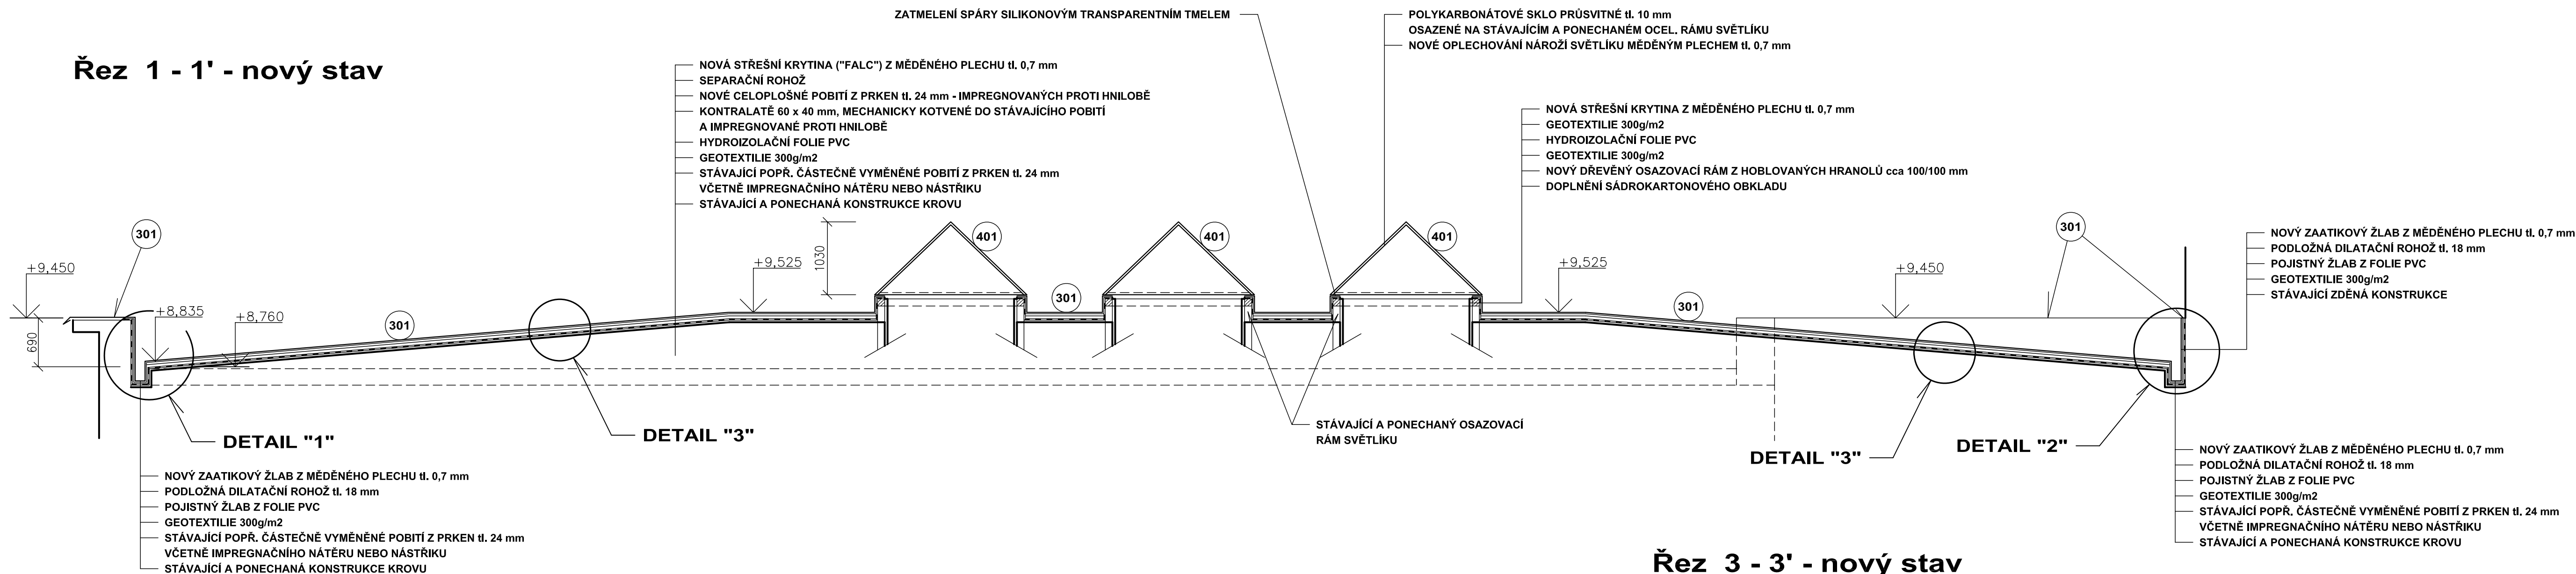 Řez 1 - 1' - nový stav
ZATMELENÍ SPÁRY SILIKONOVÝM TRANSPARENTNÍM TMELEM
POLYKARBONÁTOVÉ SKLO PRŮSVITNÉ tl. 10 mm
OSAZENÉ NA STÁVAJÍCÍM A PONECHANÉM OCEL. RÁMU SVĚTLÍKU
NOVÉ OPLECHOVÁNÍ NÁROŽÍ SVĚTLÍKU MĚDĚNÝM PLECHEM tl. 0,7 mm
NOVÁ STŘEŠNÍ KRYTINA ("FALC") Z MĚDĚNÉHO PLECHU tl. 0,7 mm
SEPARAČNÍ ROHOŽ
NOVÉ CELOPLOŠNÉ POBITÍ Z PRKEN tl. 24 mm - IMPREGNOVANÝCH PROTI HNILOBĚ
KONTRALATĚ 60 x 40 mm, MECHANICKY KOTVENÉ DO STÁVAJÍCÍHO POBITÍ
A IMPREGNOVANÉ PROTI HNILOBĚ
HYDROIZOLAČNÍ FOLIE PVC
GEOTEXTILIE 300g/m2
STÁVAJÍCÍ POPŘ. ČÁSTEČNĚ VYMĚNĚNÉ POBITÍ Z PRKEN tl. 24 mm
VČETNĚ IMPREGNAČNÍHO NÁTĚRU NEBO NÁSTŘIKU
STÁVAJÍCÍ A PONECHANÁ KONSTRUKCE KROVU
NOVÁ STŘEŠNÍ KRYTINA Z MĚDĚNÉHO PLECHU tl. 0,7 mm
GEOTEXTILIE 300g/m2
HYDROIZOLAČNÍ FOLIE PVC
GEOTEXTILIE 300g/m2
NOVÝ DŘEVĚNÝ OSAZOVACÍ RÁM Z HOBLOVANÝCH HRANOLŮ cca 100/100 mm
DOPLNĚNÍ SÁDROKARTONOVÉHO OBKLADU
NOVÝ ZAATIKOVÝ ŽLAB Z MĚDĚNÉHO PLECHU tl. 0,7 mm
PODLOŽNÁ DILATAČNÍ ROHOŽ tl. 18 mm
POJISTNÝ ŽLAB Z FOLIE PVC
GEOTEXTILIE 300g/m2
STÁVAJÍCÍ ZDĚNÁ KONSTRUKCE
301
401
401
401
301
+9,450
+9,525
1030
+9,525
+9,450
301
301
301
+8,835
+8,760
690
STÁVAJÍCÍ A PONECHANÝ OSAZOVACÍ
RÁM SVĚTLÍKU
DETAIL "1"
DETAIL "3"
DETAIL "3"
DETAIL "2"
NOVÝ ZAATIKOVÝ ŽLAB Z MĚDĚNÉHO PLECHU tl. 0,7 mm
PODLOŽNÁ DILATAČNÍ ROHOŽ tl. 18 mm
POJISTNÝ ŽLAB Z FOLIE PVC
GEOTEXTILIE 300g/m2
STÁVAJÍCÍ POPŘ. ČÁSTEČNĚ VYMĚNĚNÉ POBITÍ Z PRKEN tl. 24 mm
VČETNĚ IMPREGNAČNÍHO NÁTĚRU NEBO NÁSTŘIKU
STÁVAJÍCÍ A PONECHANÁ KONSTRUKCE KROVU
NOVÝ ZAATIKOVÝ ŽLAB Z MĚDĚNÉHO PLECHU tl. 0,7 mm
PODLOŽNÁ DILATAČNÍ ROHOŽ tl. 18 mm
POJISTNÝ ŽLAB Z FOLIE PVC
GEOTEXTILIE 300g/m2
STÁVAJÍCÍ POPŘ. ČÁSTEČNĚ VYMĚNĚNÉ POBITÍ Z PRKEN tl. 24 mm
VČETNĚ IMPREGNAČNÍHO NÁTĚRU NEBO NÁSTŘIKU
STÁVAJÍCÍ A PONECHANÁ KONSTRUKCE KROVU
Řez 3 - 3' - nový stav